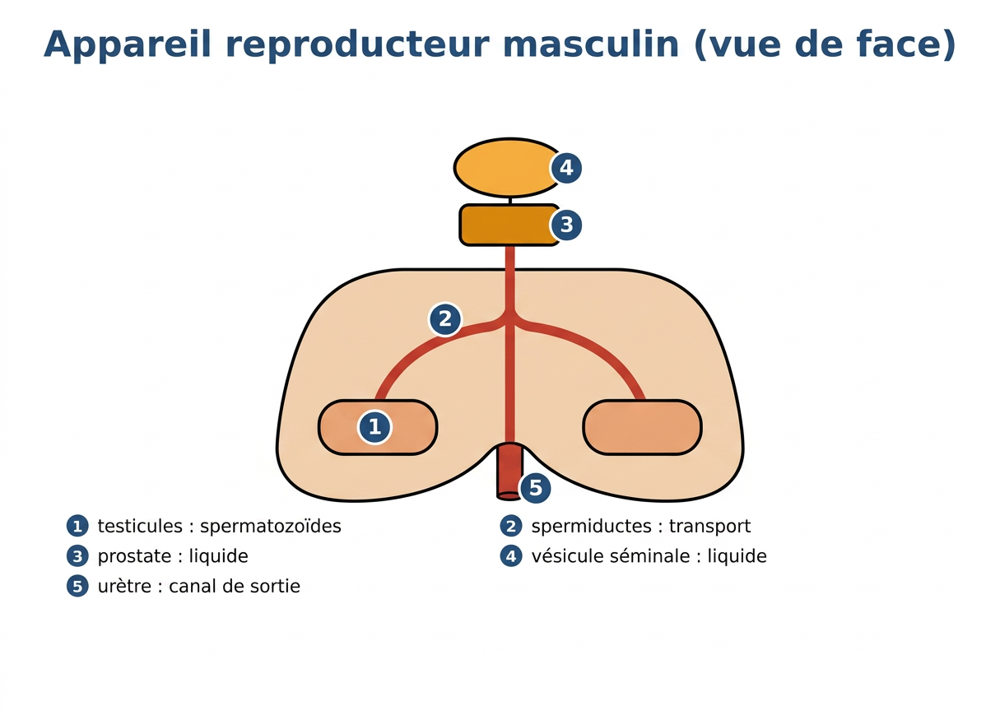 Appareil reproducteur masculin (vue de face)
4
3
2
1
5
1 testicules : spermatozoïdes
2 spermiductes : transport
3 prostate : liquide
4 vésicule séminale : liquide
5 urètre : canal de sortie